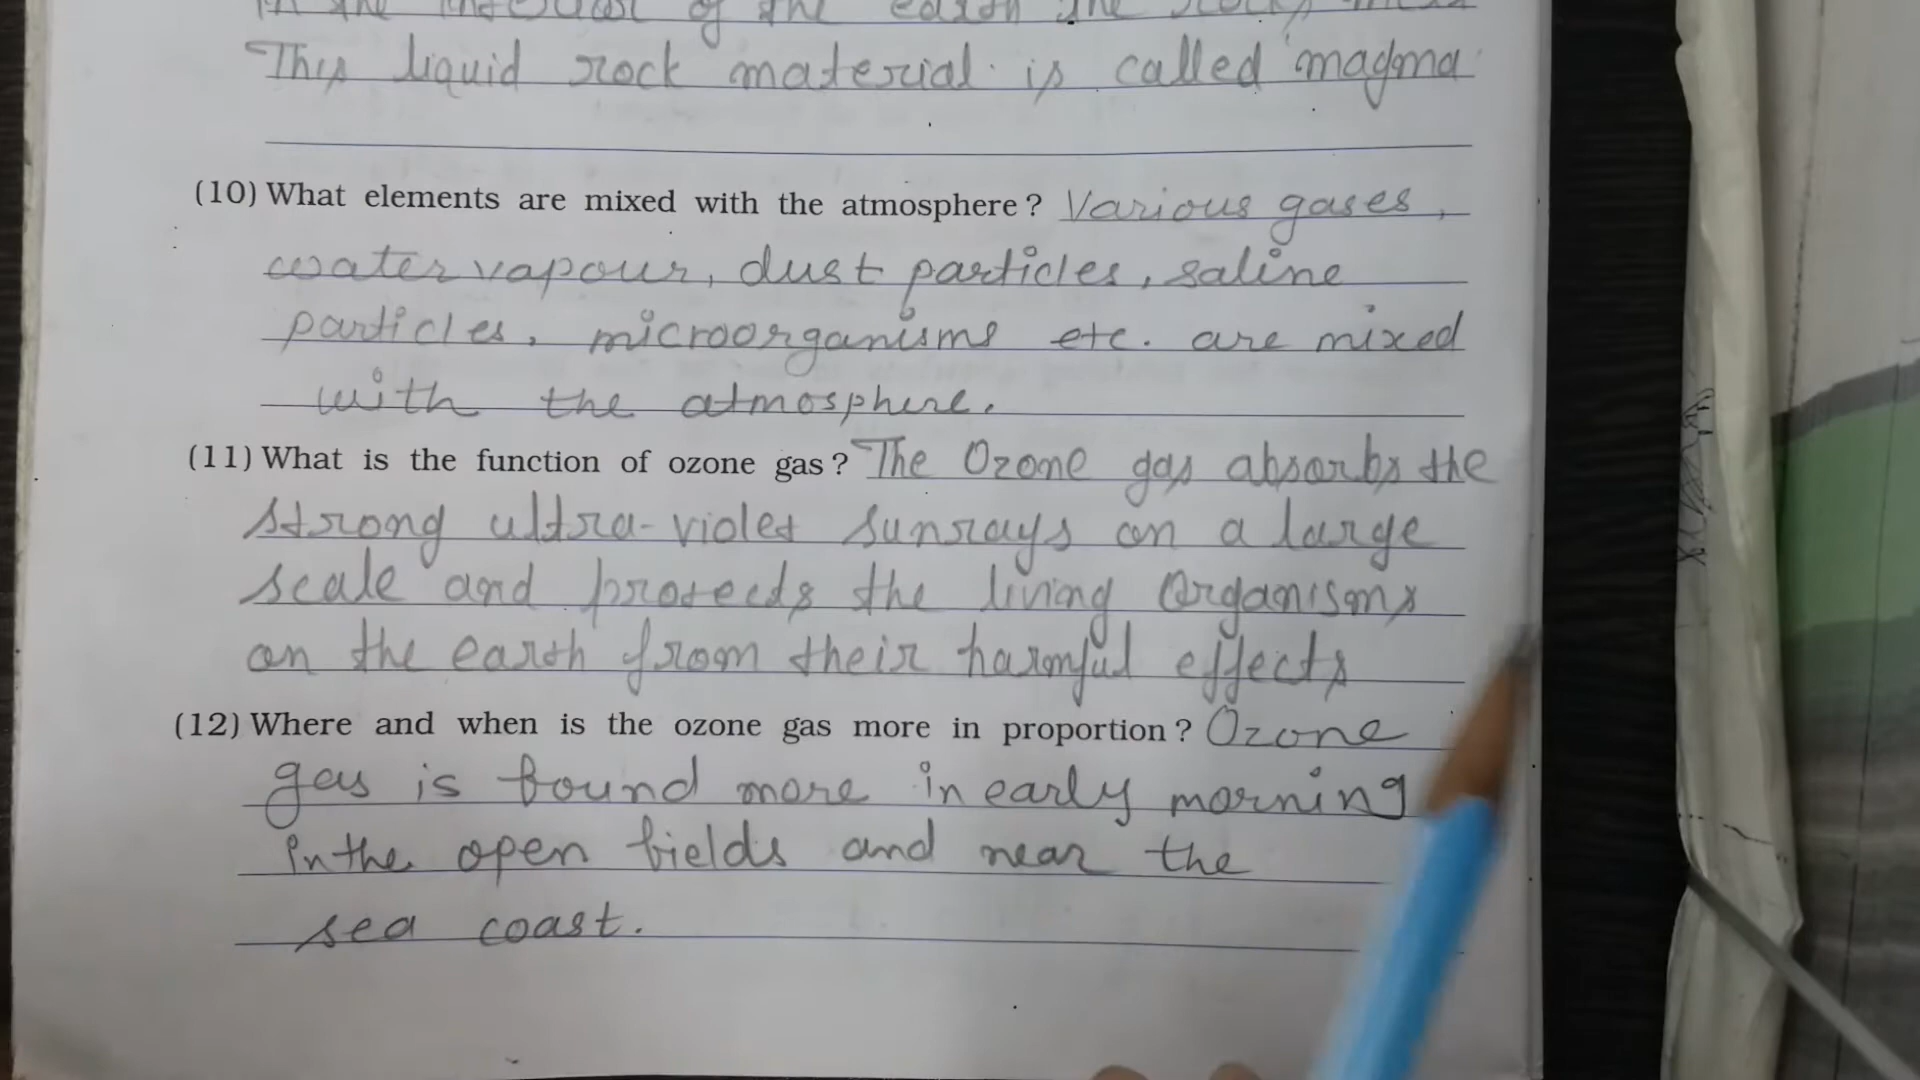 of the earth the
This liquid rock material is called 'magma'
(10) What elements are mixed with the atmosphere? Various gases,
water vapour, dust particles, saline
particles, microorganisms etc. are mixed
with the atmosphere.
(11) What is the function of ozone gas? The Ozone gas absorbs the
strong ultra-violet sunrays on a large
scale and protects the living organisms
on the earth from their harmful effects
(12) Where and when is the ozone gas more in proportion? Ozone
gas is found more in early morning
in the open fields and near the
sea coast.